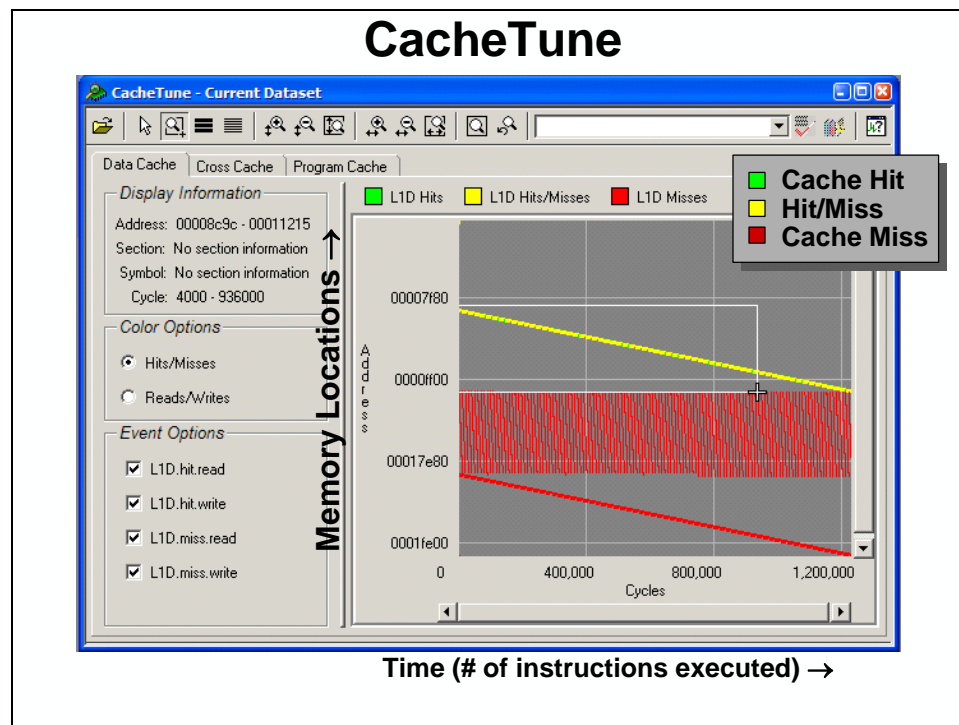 CacheTune
CacheTune - Current Dataset
Data Cache
Cross Cache
Program Cache
Display Information
Address: 00008c9c - 00011215
Section: No section information
Symbol: No section information
Cycle: 4000 - 936000
Color Options
Hits/Misses
Reads/Writes
Event Options
L1D.hit.read
L1D.hit.write
L1D.miss.read
L1D.miss.write
Memory Locations →
L1D Hits
L1D Hits/Misses
L1D Misses
Cache Hit
Hit/Miss
Cache Miss
Address
00007f80
0000ff00
00017e80
0001fe00
0 400,000 800,000 1,200,000
Cycles
Time (# of instructions executed) →